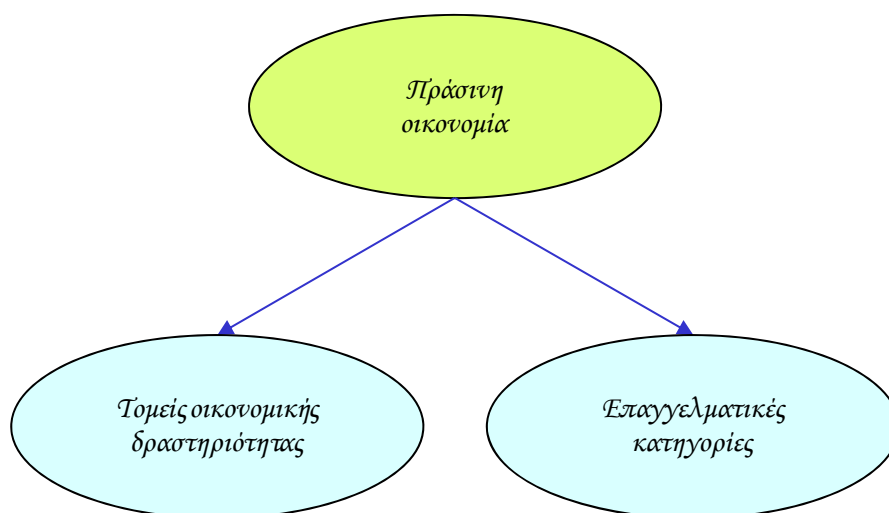 Πράσινη
οικονομία
Τομείς οικονομικής
δραστηριότητας
Επαγγελματικές
κατηγορίες